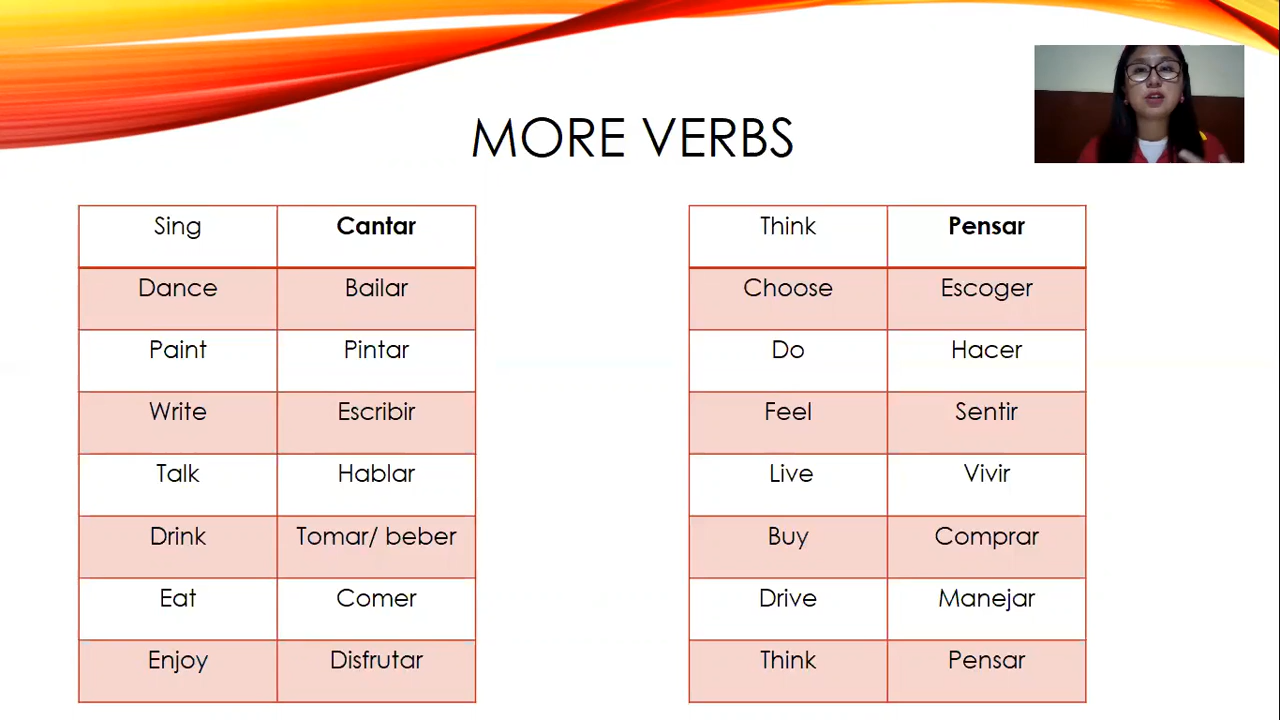 MORE VERBS
Sing Cantar
Dance Bailar
Paint Pintar
Write Escribir
Talk Hablar
Drink Tomar/ beber
Eat Comer
Enjoy Disfrutar
Think Pensar
Choose Escoger
Do Hacer
Feel Sentir
Live Vivir
Buy Comprar
Drive Manejar
Think Pensar